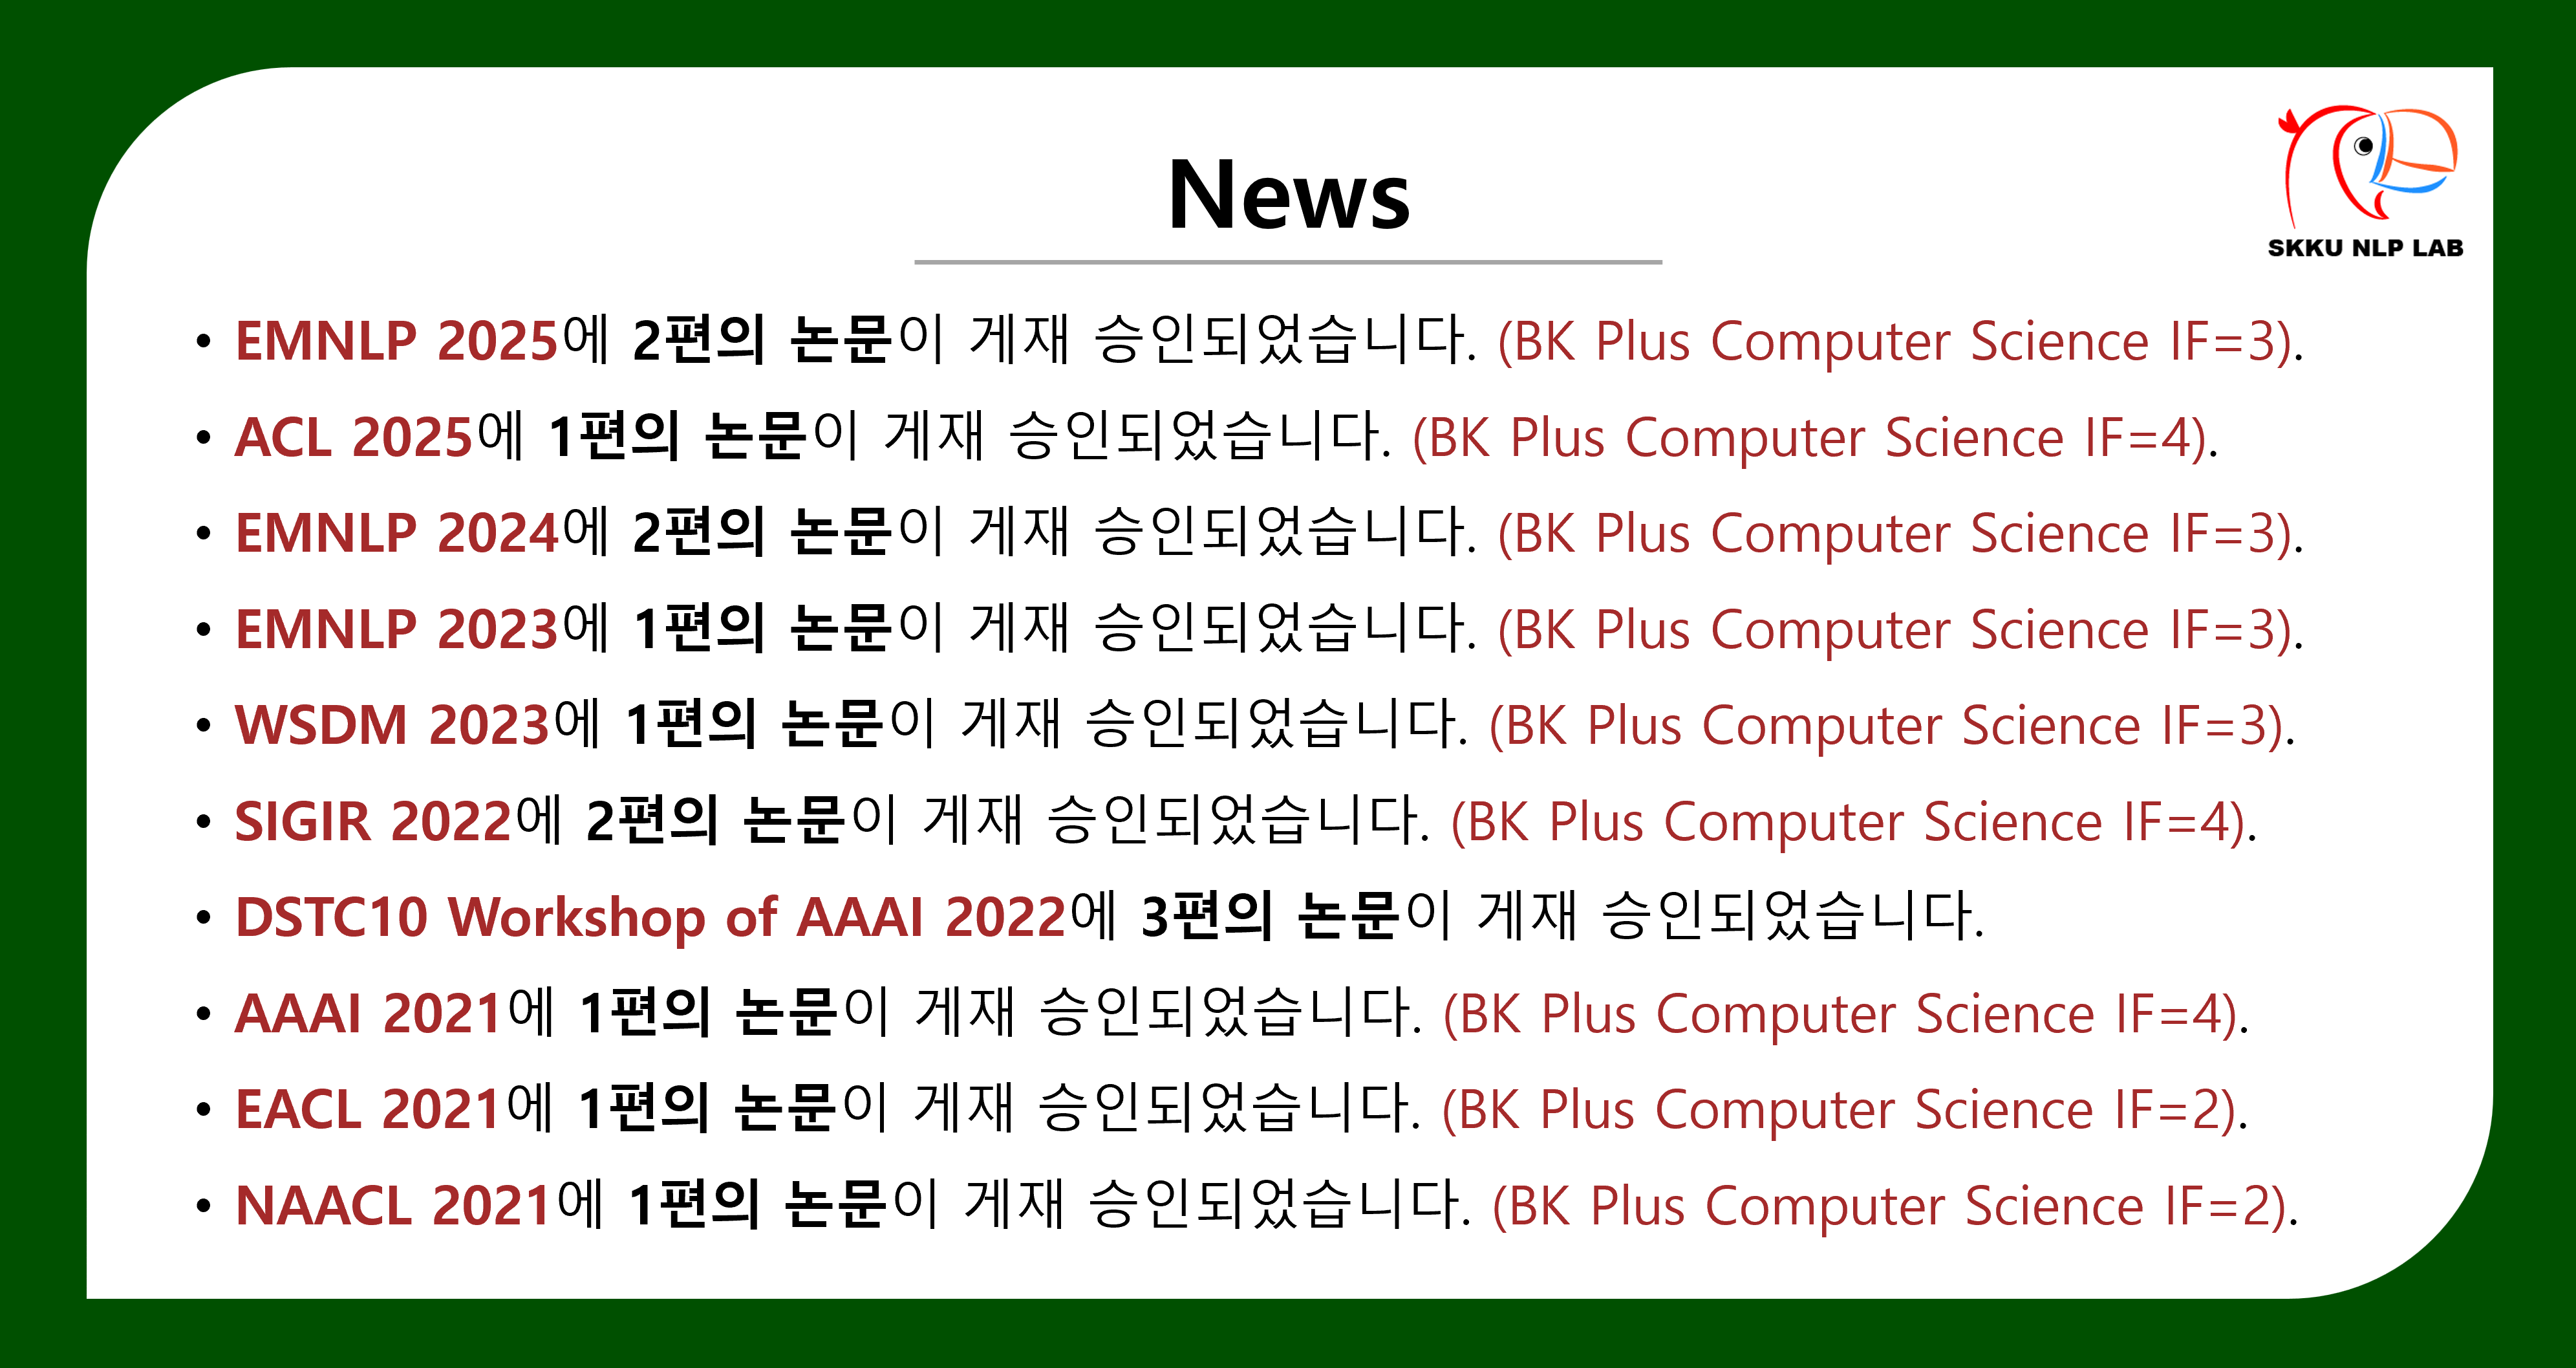 News
SKKU NLP LAB
• EMNLP 2025에 2편의 논문이 게재 승인되었습니다. (BK Plus Computer Science IF=3).
• ACL 2025에 1편의 논문이 게재 승인되었습니다. (BK Plus Computer Science IF=4).
• EMNLP 2024에 2편의 논문이 게재 승인되었습니다. (BK Plus Computer Science IF=3).
• EMNLP 2023에 1편의 논문이 게재 승인되었습니다. (BK Plus Computer Science IF=3).
• WSDM 2023에 1편의 논문이 게재 승인되었습니다. (BK Plus Computer Science IF=3).
• SIGIR 2022에 2편의 논문이 게재 승인되었습니다. (BK Plus Computer Science IF=4).
• DSTC10 Workshop of AAAI 2022에 3편의 논문이 게재 승인되었습니다.
• AAAI 2021에 1편의 논문이 게재 승인되었습니다. (BK Plus Computer Science IF=4).
• EACL 2021에 1편의 논문이 게재 승인되었습니다. (BK Plus Computer Science IF=2).
• NAACL 2021에 1편의 논문이 게재 승인되었습니다. (BK Plus Computer Science IF=2).